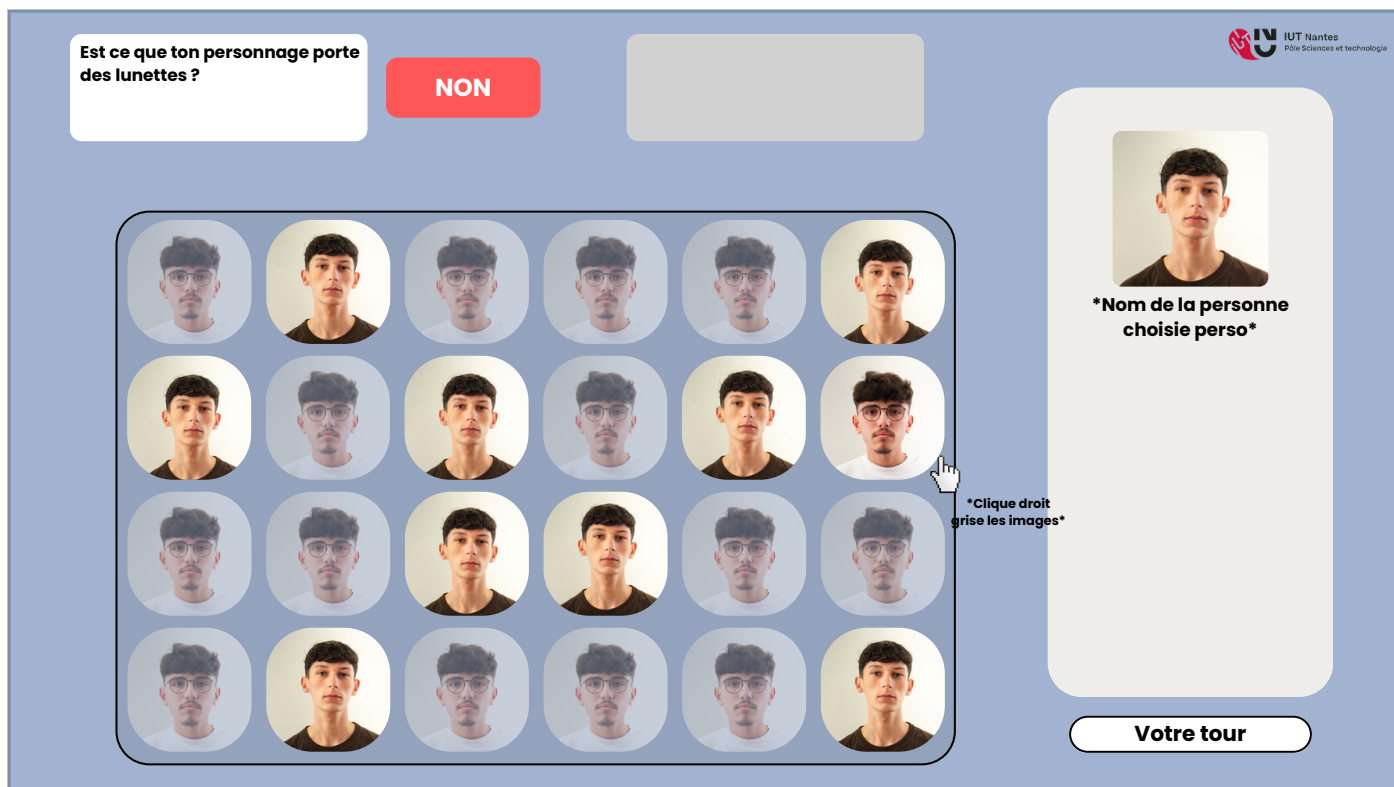 Est ce que ton personnage porte
des lunettes ?
NON
IUT Nantes
Pôle Sciences et technologie
*Nom de la personne
choisie perso*
*Clique droit
grise les images*
Votre tour